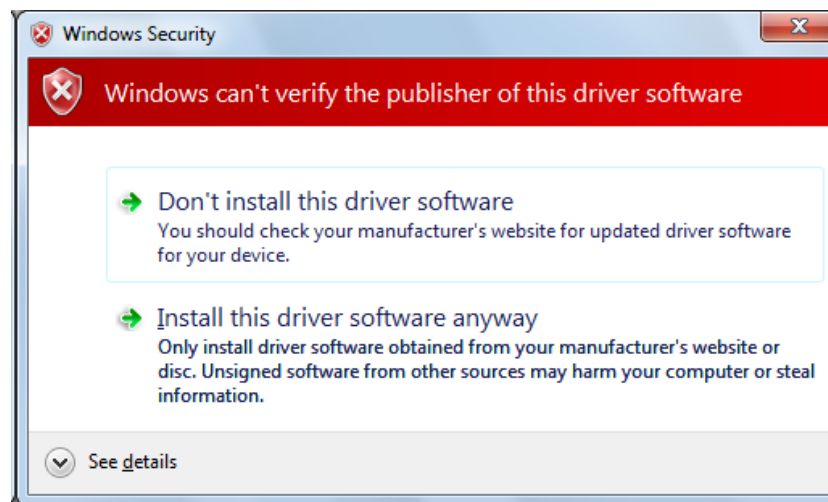 Windows Security
Windows can't verify the publisher of this driver software
Don't install this driver software
You should check your manufacturer's website for updated driver software
for your device.
Install this driver software anyway
Only install driver software obtained from your manufacturer's website or
disc. Unsigned software from other sources may harm your computer or steal
information.
See details